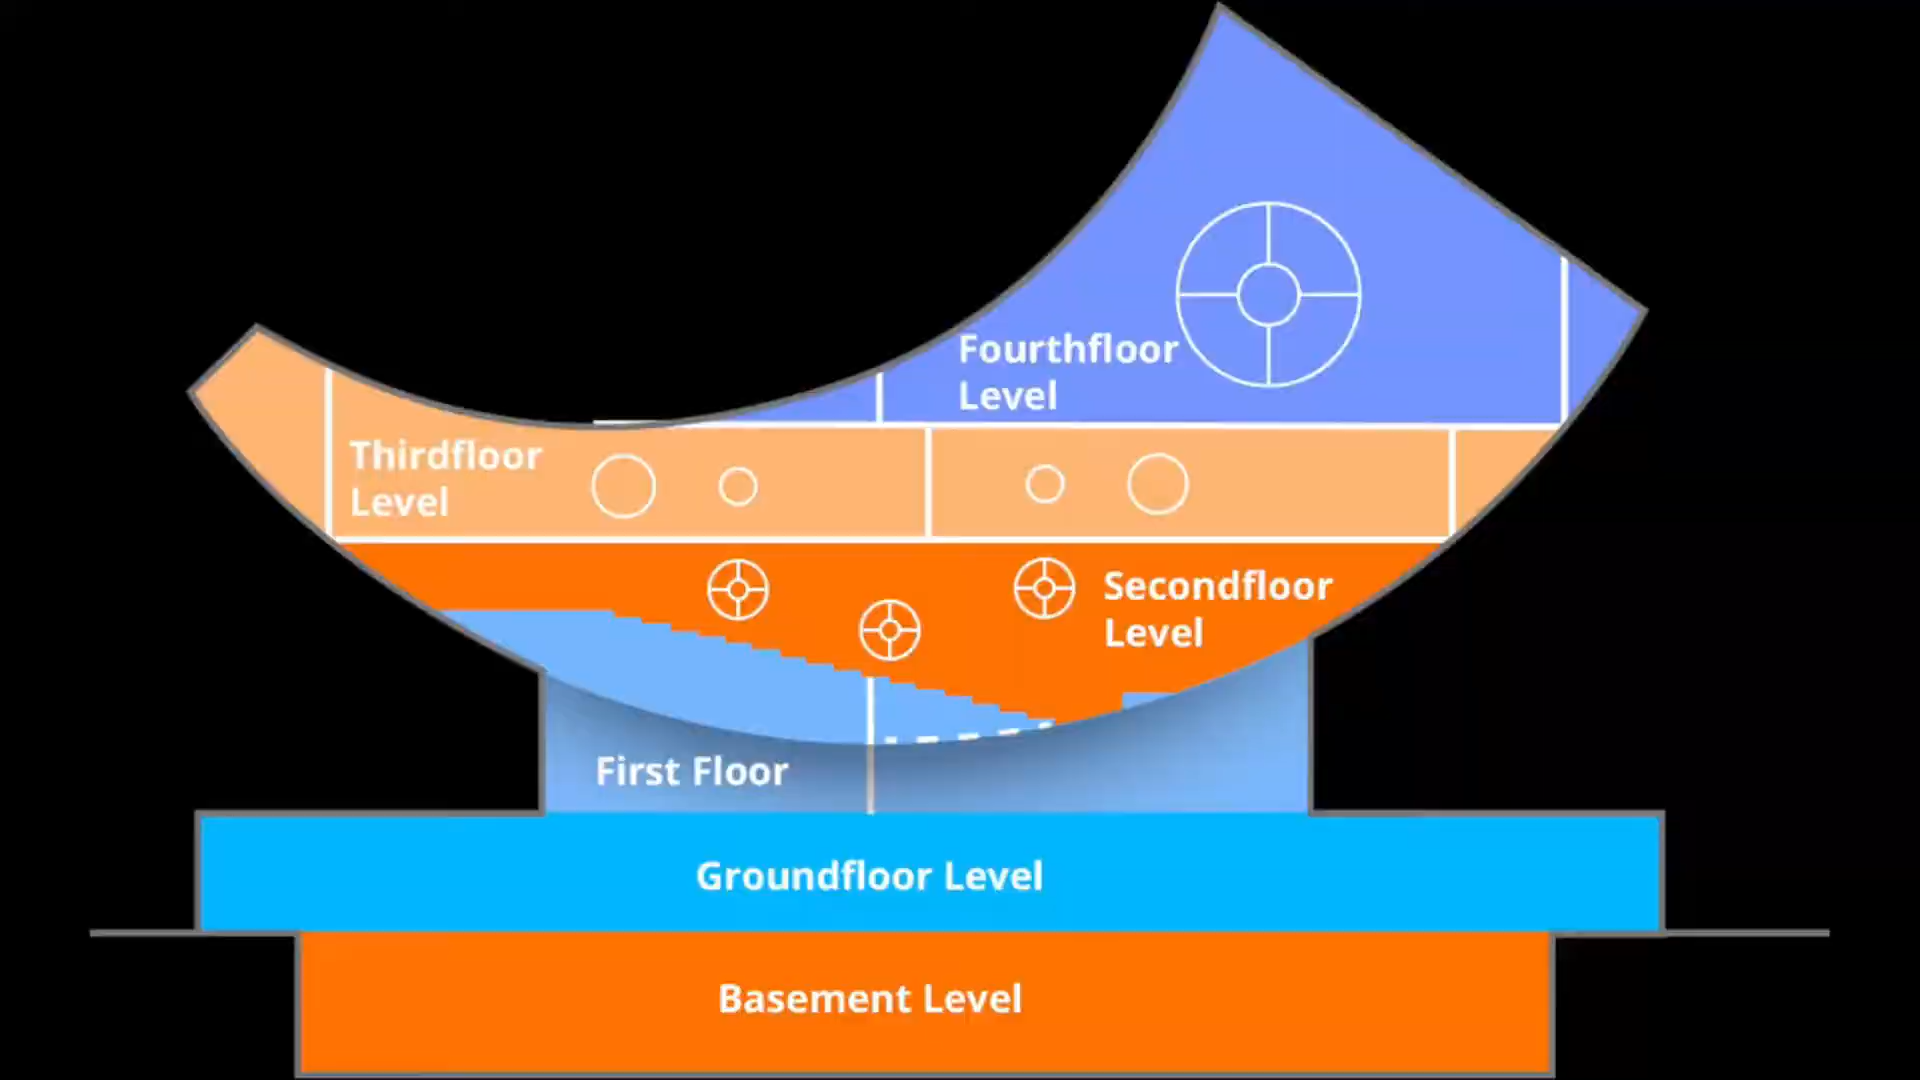 Fourthfloor
Level
Thirdfloor
Level
Secondfloor
Level
First Floor
Groundfloor Level
Basement Level